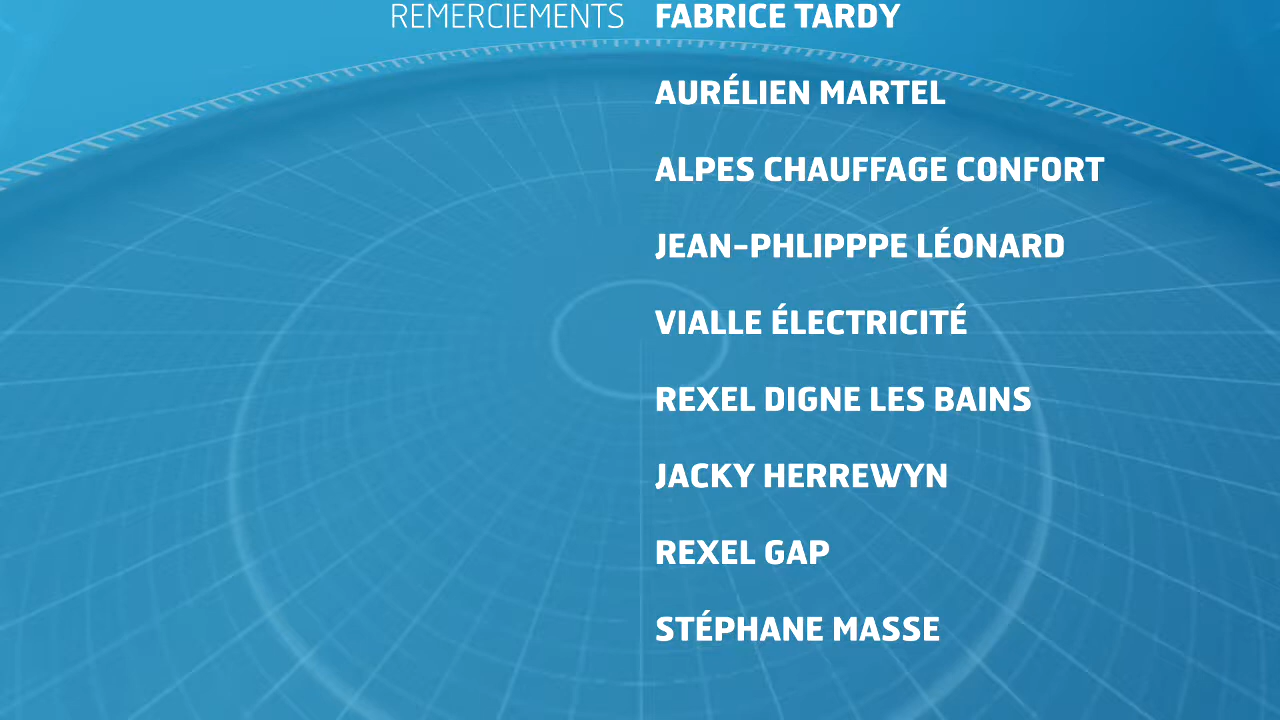 REMERCIEMENTS FABRICE TARDY
AURÉLIEN MARTEL
ALPES CHAUFFAGE CONFORT
JEAN-PHLIPPPE LÉONARD
VIALLE ÉLECTRICITÉ
REXEL DIGNE LES BAINS
JACKY HERREWYN
REXEL GAP
STÉPHANE MASSE